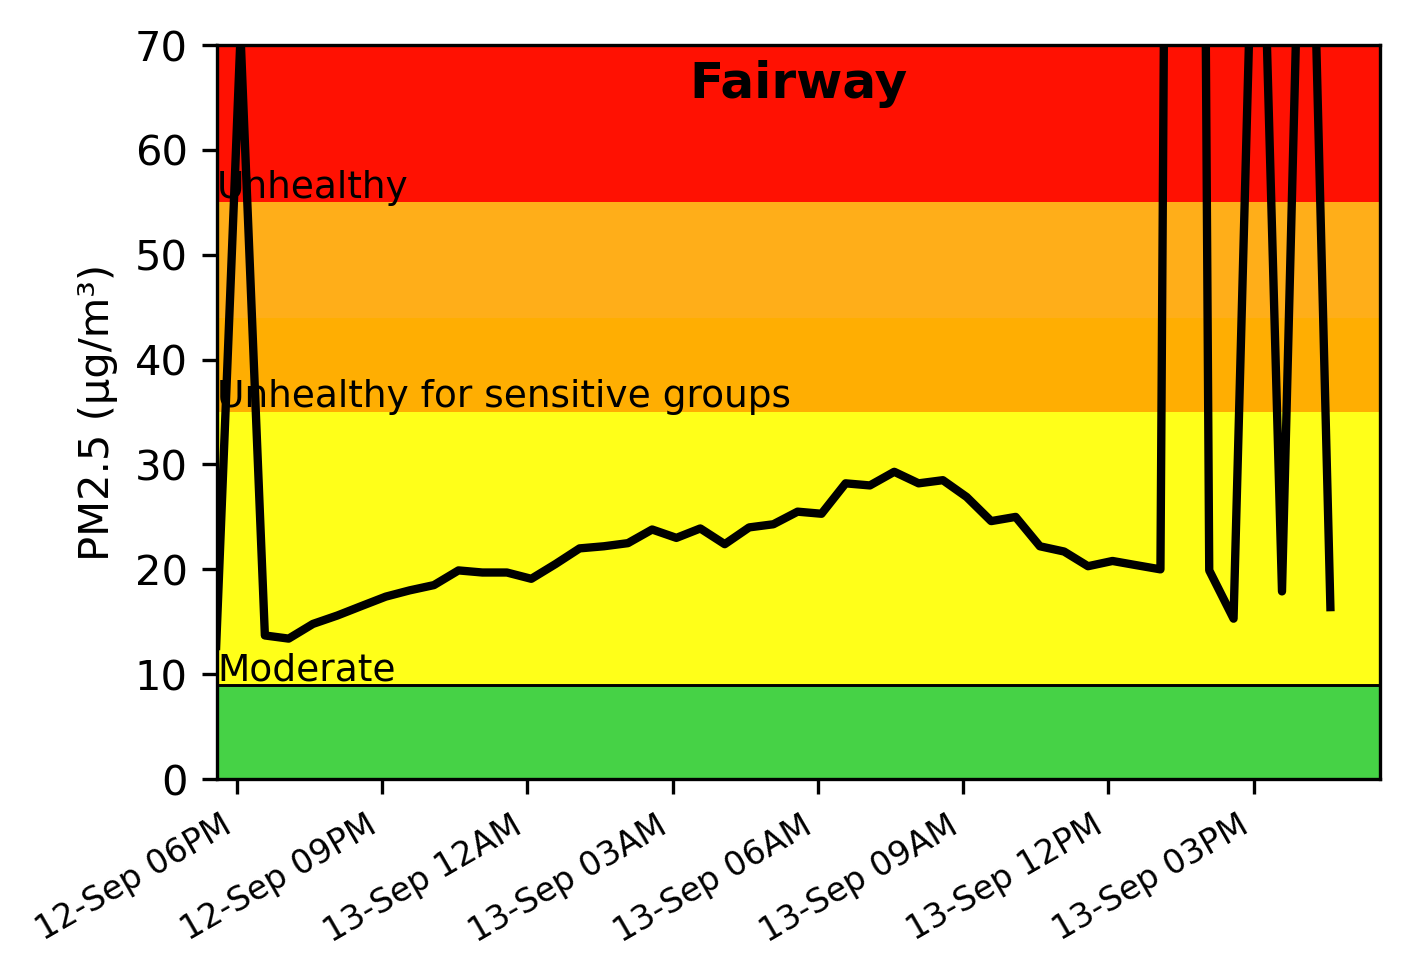 Fairway
70
60
50
40
30
20
10
0
PM2.5 (µg/m³)
Unhealthy
Unhealthy for sensitive groups
Moderate
12-Sep 06PM
12-Sep 09PM
13-Sep 12AM
13-Sep 03AM
13-Sep 06AM
13-Sep 09AM
13-Sep 12PM
13-Sep 03PM